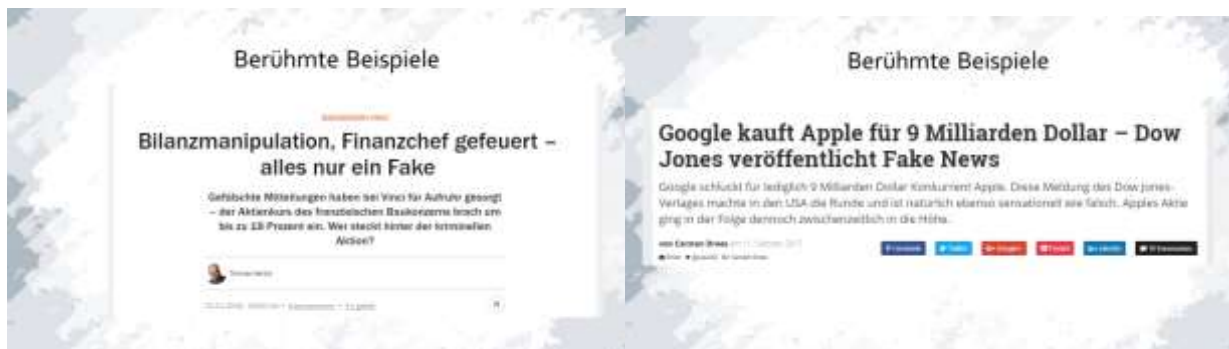 Berühmte Beispiele
Bilanzmanipulation, Finanzchef gefeuert –
alles nur ein Fake
Gefälschte Mitteilungen haben bei Vinci für Aufruhr gesorgt
– der Aktienkurs des französischen Baukonzerns brach um
bis zu 18 Prozent ein. Wer steckt hinter der kriminellen
Aktion?
Berühmte Beispiele
Google kauft Apple für 9 Milliarden Dollar – Dow
Jones veröffentlicht Fake News
Google schluckt für lediglich 9 Milliarden Dollar Konkurrent Apple. Diese Meldung des Dow Jones-
Verlages machte in den USA die Runde und ist natürlich ebenso sensationell wie falsch. Apples Aktie
ging in der Folge dennoch zwischenzeitlich in die Höhe.
von Carsten Drees